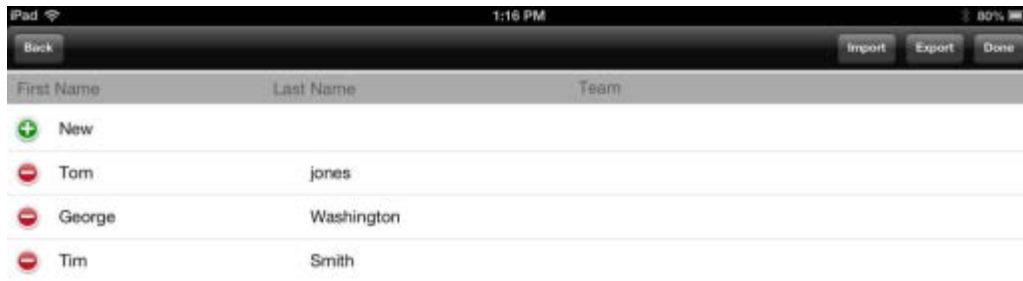 iPad 1:16 PM 80%
Back Import Export Done
First Name Last Name Team
New
Tom jones
George Washington
Tim Smith